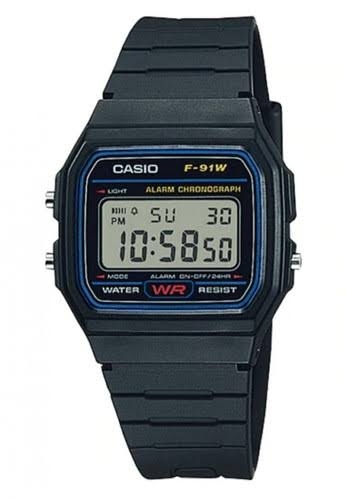 CASIO F-91W
LIGHT ALARM CHRONOGRAPH
PM SU 30
10:58 50
MODE ALARM ON-OFF/24HR
WATER WR RESIST